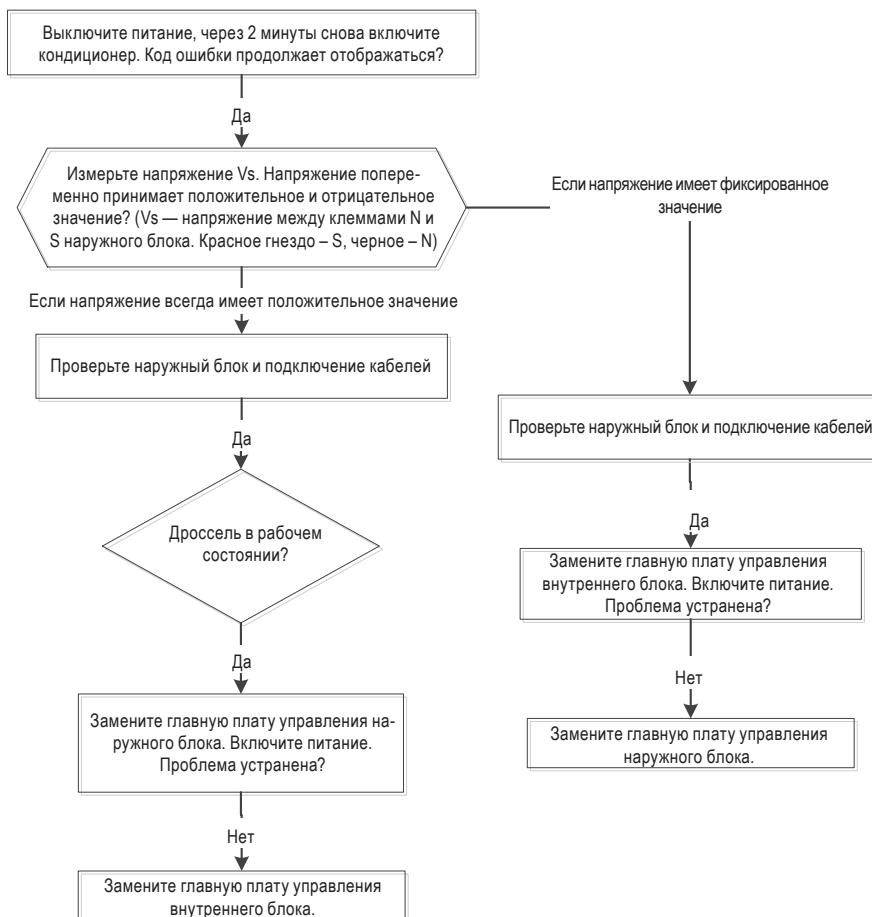 Выключите питание, через 2 минуты снова включите
кондиционер. Код ошибки продолжает отображаться?
Да
Измерьте напряжение Vs. Напряжение попере-
менно принимает положительное и отрицательное
значение? (Vs — напряжение между клеммами N и
S наружного блока. Красное гнездо – S, черное – N)
Если напряжение имеет фиксированное
значение
Если напряжение всегда имеет положительное значение
Проверьте наружный блок и подключение кабелей
Да
Дроссель в рабочем
состоянии?
Да
Замените главную плату управления на-
ружного блока. Включите питание.
Проблема устранена?
Нет
Замените главную плату управления
внутреннего блока.
Проверьте наружный блок и подключение кабелей
Да
Замените главную плату управления
внутреннего блока. Включите питание.
Проблема устранена?
Нет
Замените главную плату управления
наружного блока.